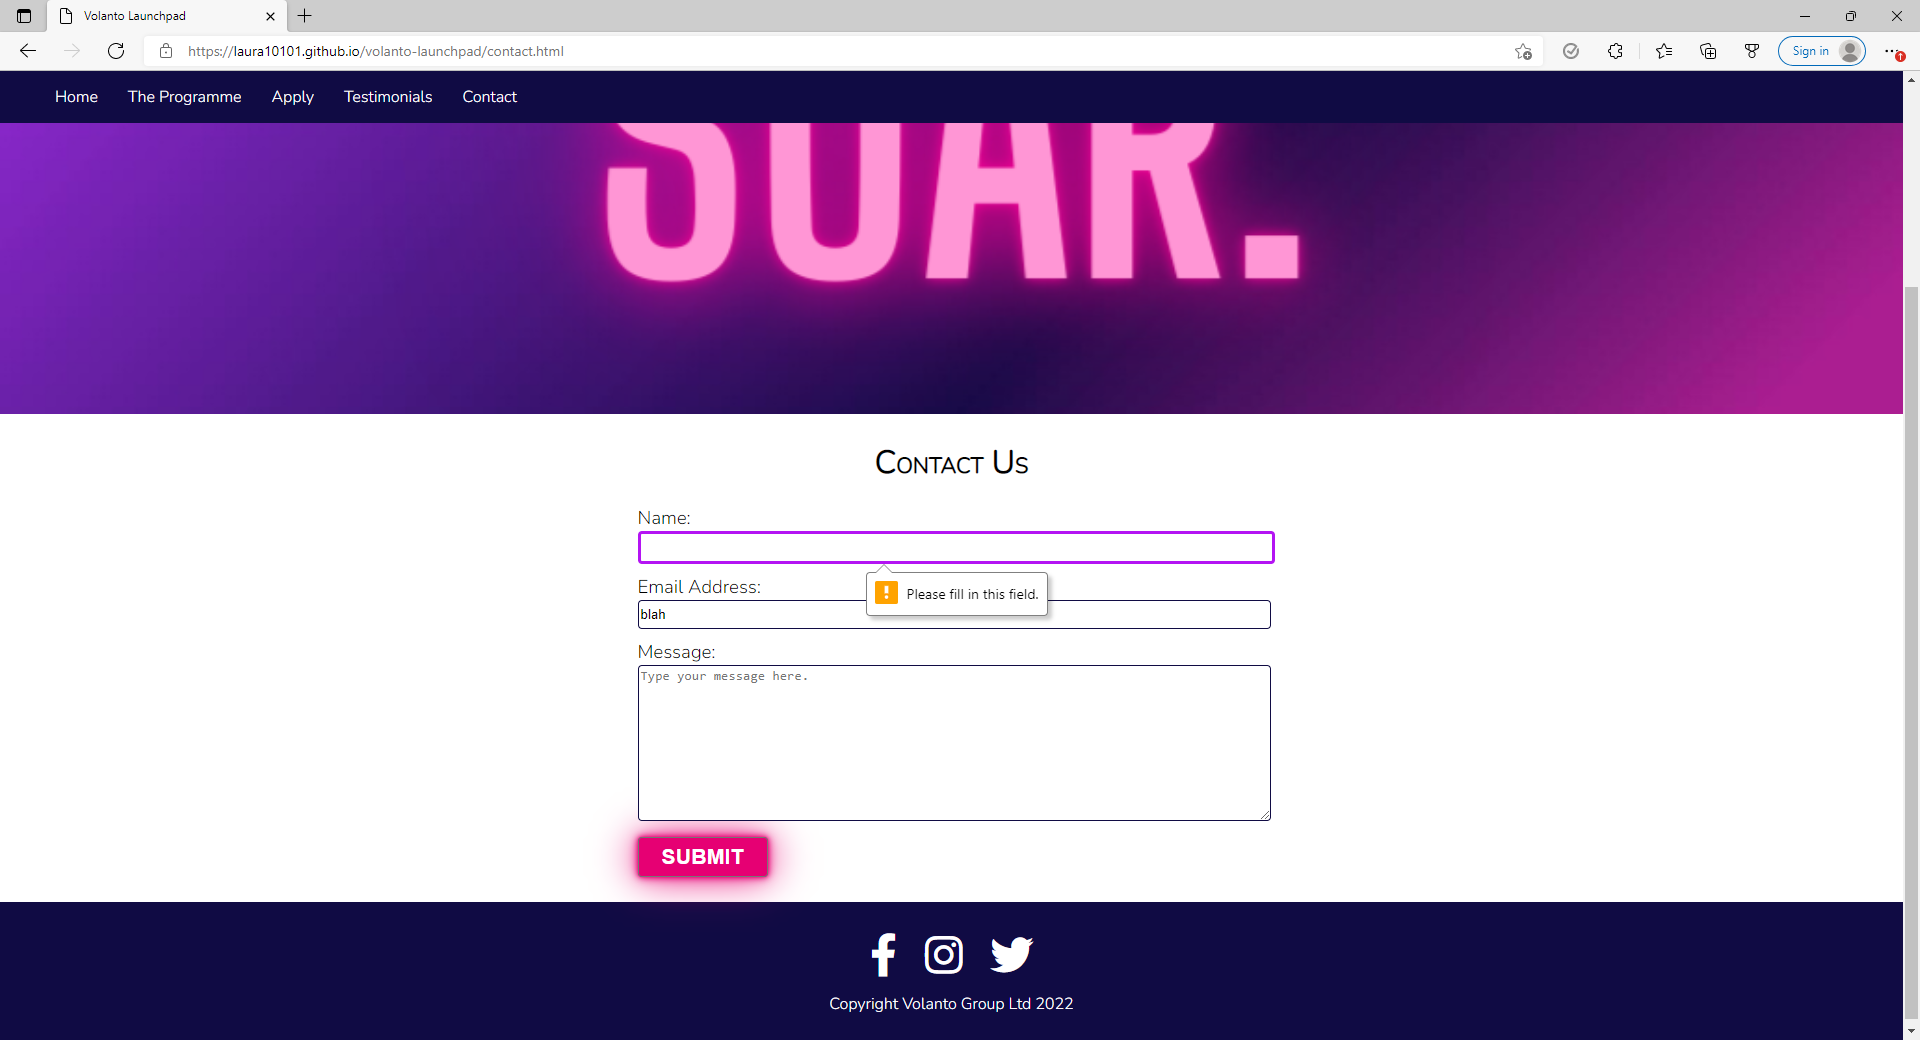 Volanto Launchpad
https://laura10101.github.io/volanto-launchpad/contact.html
Sign in
Home The Programme Apply Testimonials Contact
SOAR.
Contact Us
Name:
Please fill in this field.
Email Address:
blah
Message:
Type your message here.
SUBMIT
Copyright Volanto Group Ltd 2022